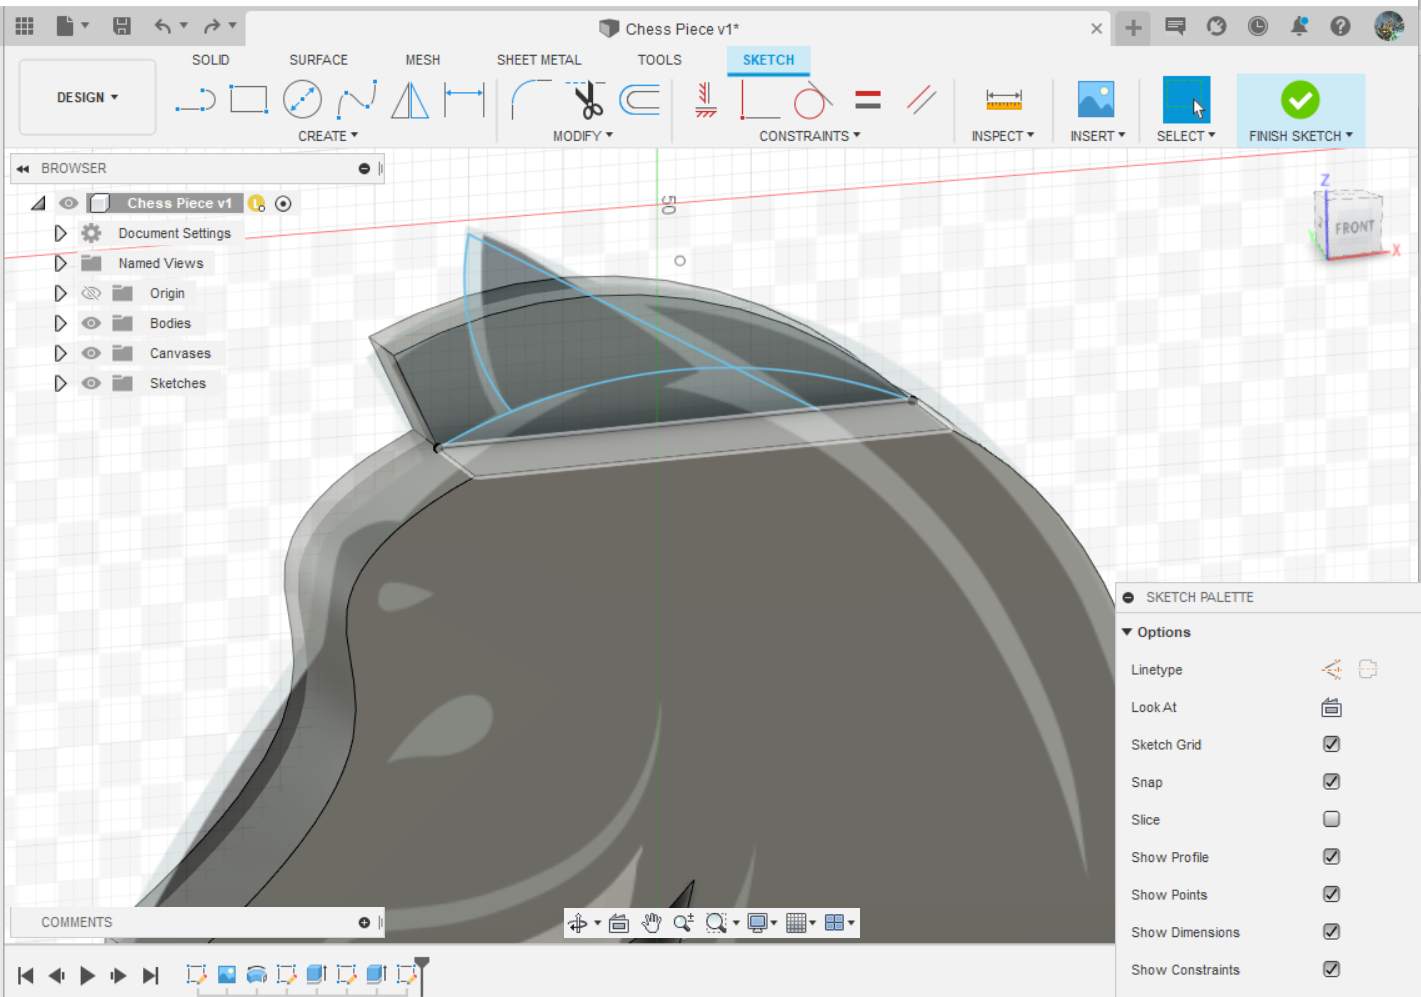 Chess Piece v1*
SOLID SURFACE MESH SHEET METAL TOOLS SKETCH
DESIGN
CREATE MODIFY CONSTRAINTS INSPECT INSERT SELECT FINISH SKETCH
BROWSER
Chess Piece v1
Document Settings
Named Views
Origin
Bodies
Canvases
Sketches
50
Z
FRONT
X
SKETCH PALETTE
Options
Linetype
Look At
Sketch Grid
Snap
Slice
Show Profile
Show Points
Show Dimensions
Show Constraints
COMMENTS